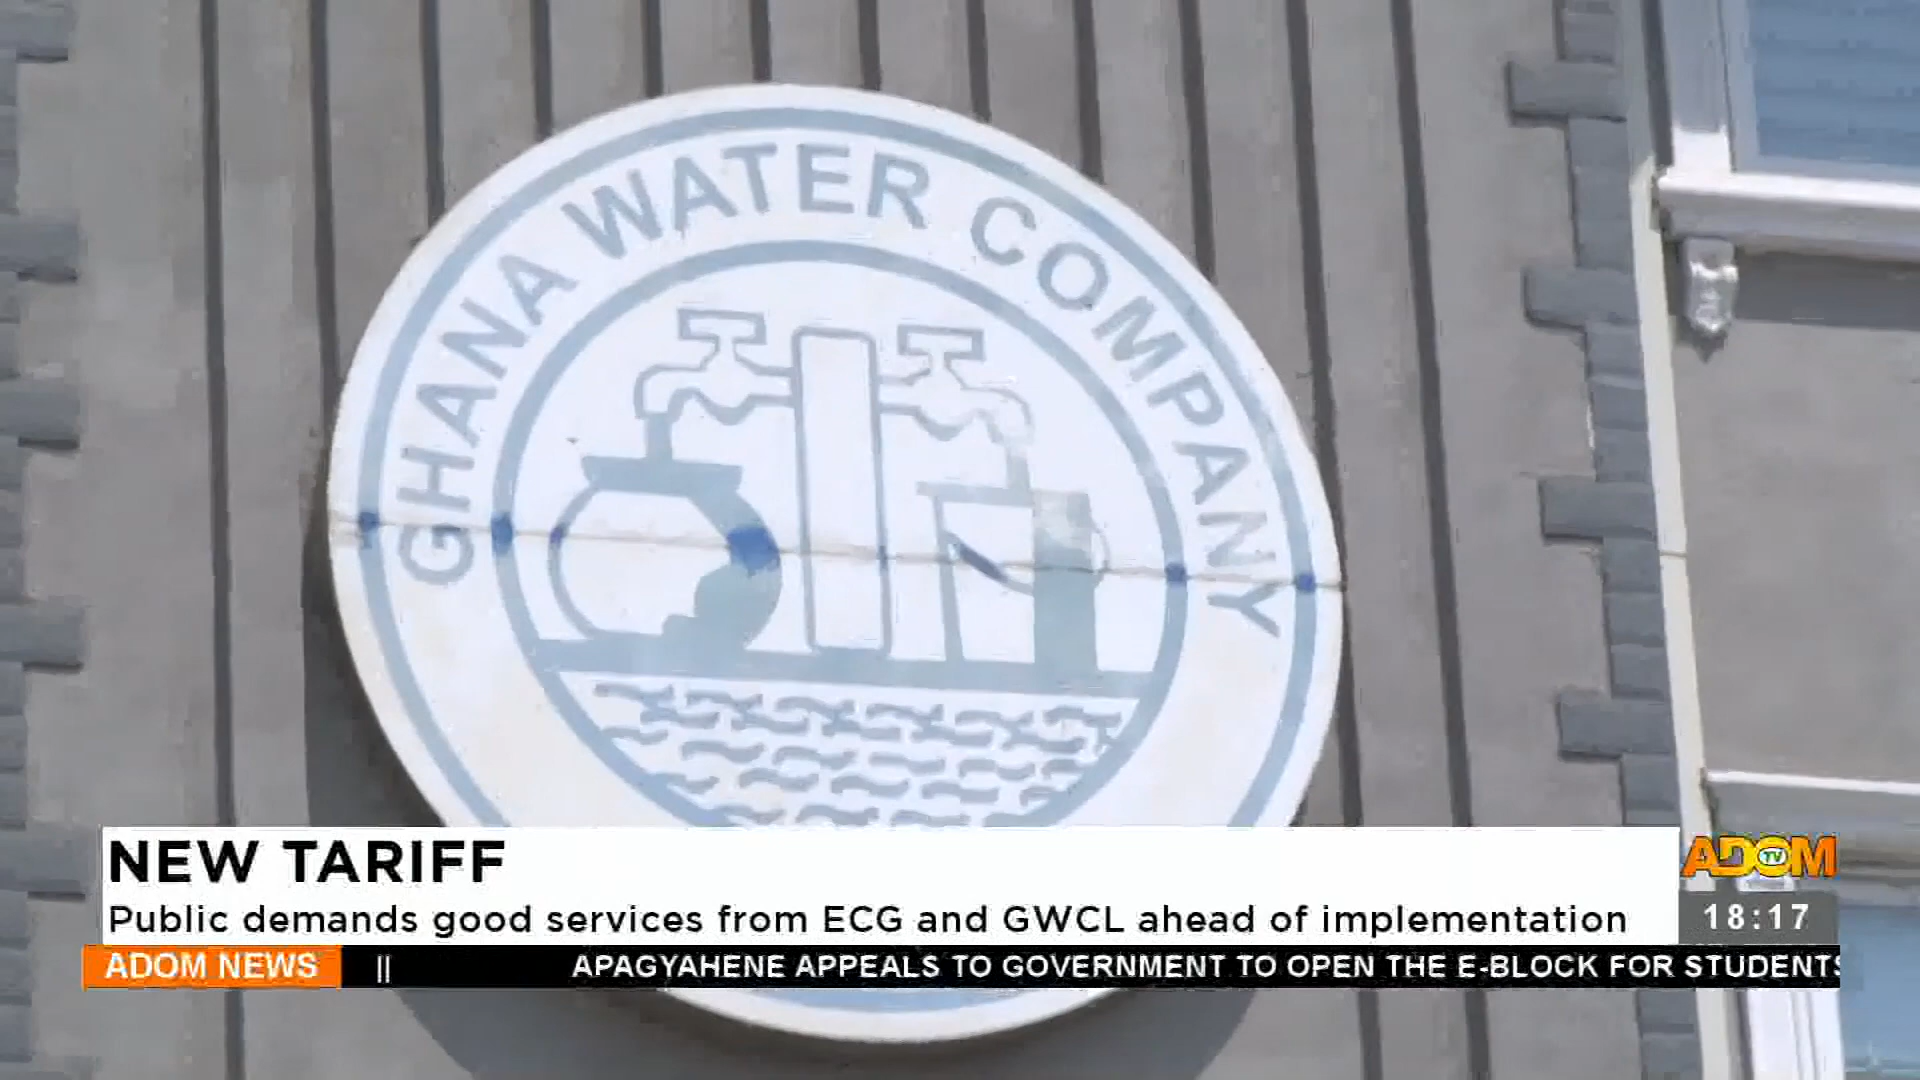 GHANA WATER COMPANY
NEW TARIFF
Public demands good services from ECG and GWCL ahead of implementation
ADOM TV
18:17
ADOM NEWS
|| APAGYAHENE APPEALS TO GOVERNMENT TO OPEN THE E-BLOCK FOR STUDENTS